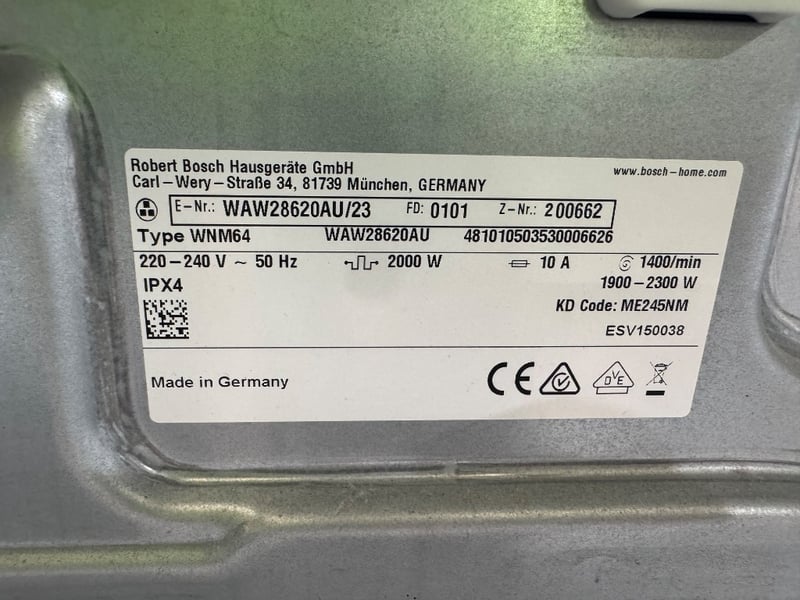 Robert Bosch Hausgeräte GmbH
www.bosch-home.com
Carl-Wery-Straße 34, 81739 München, GERMANY
E-Nr.: WAW28620AU/23 FD: 0101 Z-Nr.: 200662
Type WNM64 WAW28620AU 481010503530006626
220-240 V ~ 50 Hz 2000 W 10 A 1400/min
IPX4 1900-2300 W
KD Code: ME245NM
ESV150038
Made in Germany CE DVE